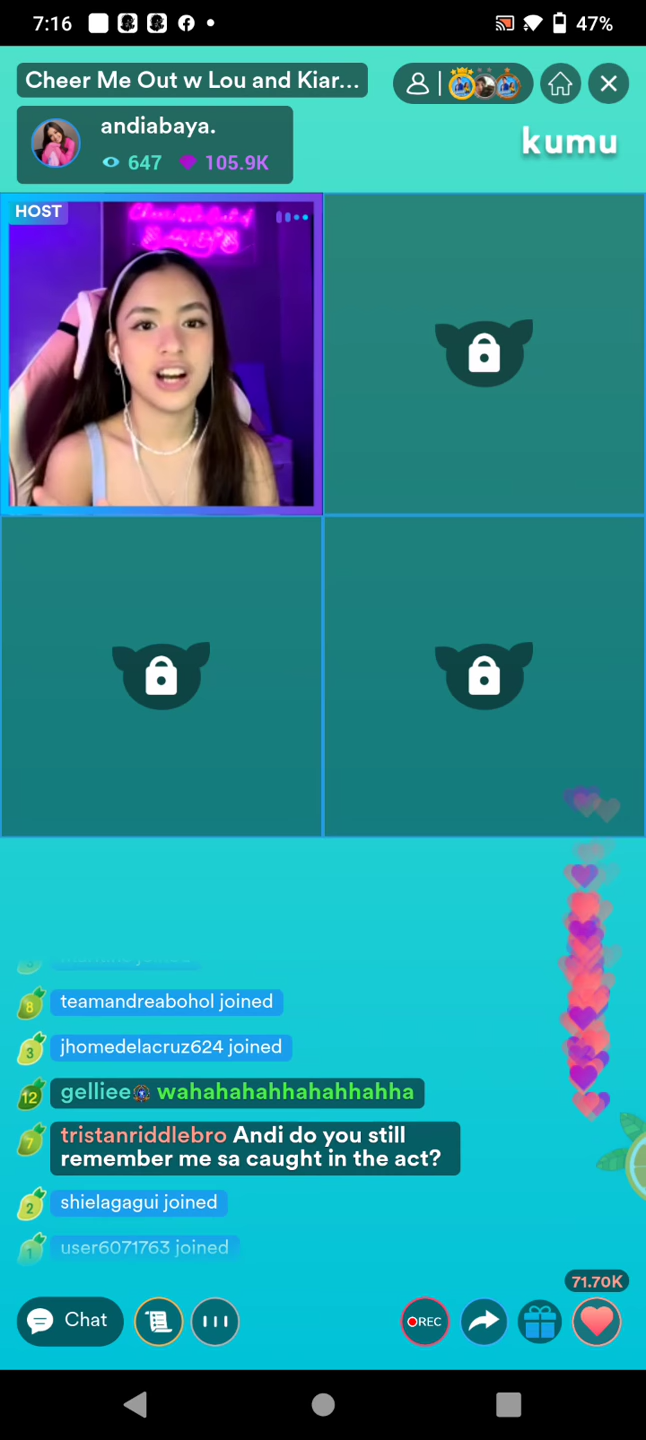 7:16
47%
Cheer Me Out w Lou and Kiar...
andiabaya.
647 105.9K
kumu
HOST
teamandreabohol joined
8
jhomedelacruz624 joined
3
gelliee wahahahahhahahhahha
12
tristanriddlebro Andi do you still
7
remember me sa caught in the act?
shielagagui joined
2
user6071763 joined
1
71.70K
Chat
REC